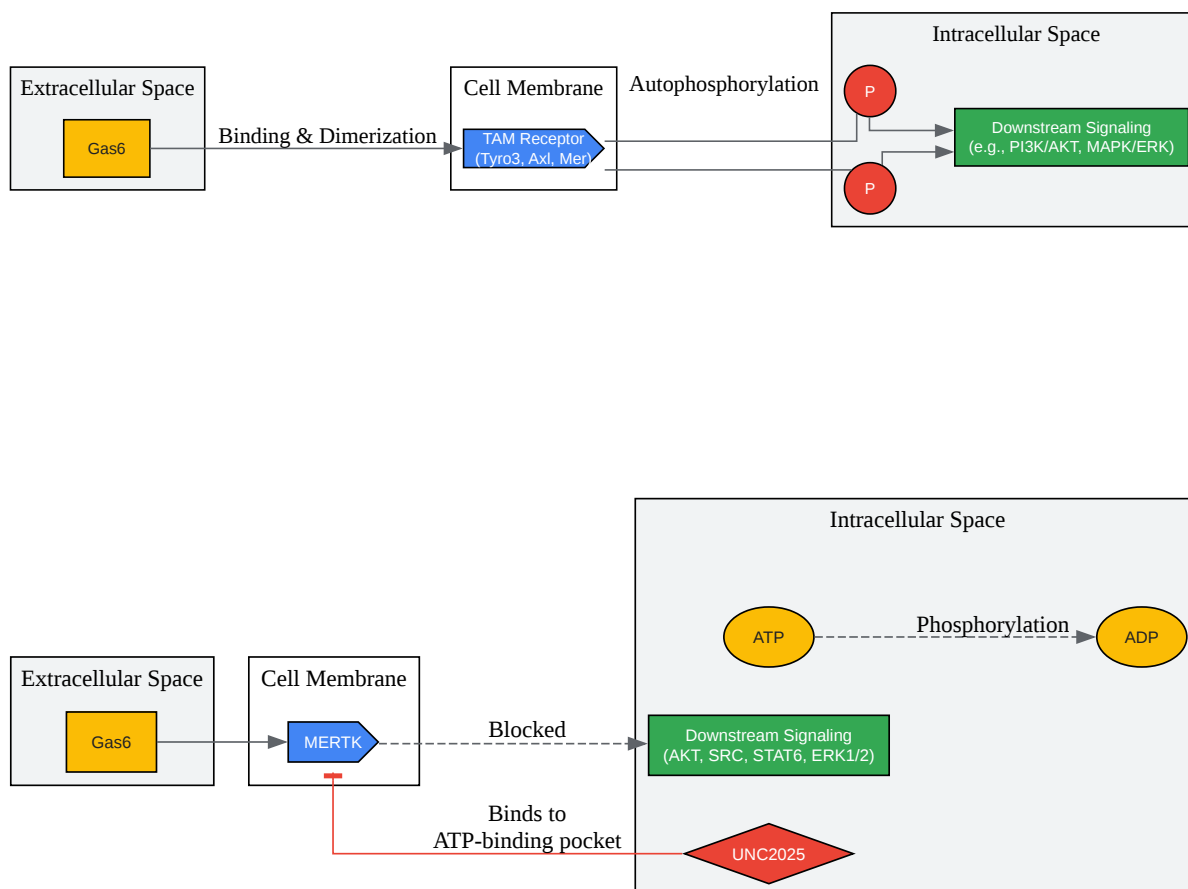 Intracellular Space
Extracellular Space
Cell Membrane
Autophosphorylation
Gas6
Binding & Dimerization
TAM Receptor
(Tyro3, Axl, Mer)
P
P
Downstream Signaling
(e.g., PI3K/AKT, MAPK/ERK)
Intracellular Space
ATP
Phosphorylation
ADP
Extracellular Space
Cell Membrane
Gas6
MERTK
Blocked
Downstream Signaling
(AKT, SRC, STAT6, ERK1/2)
Binds to
ATP-binding pocket
UNC2025